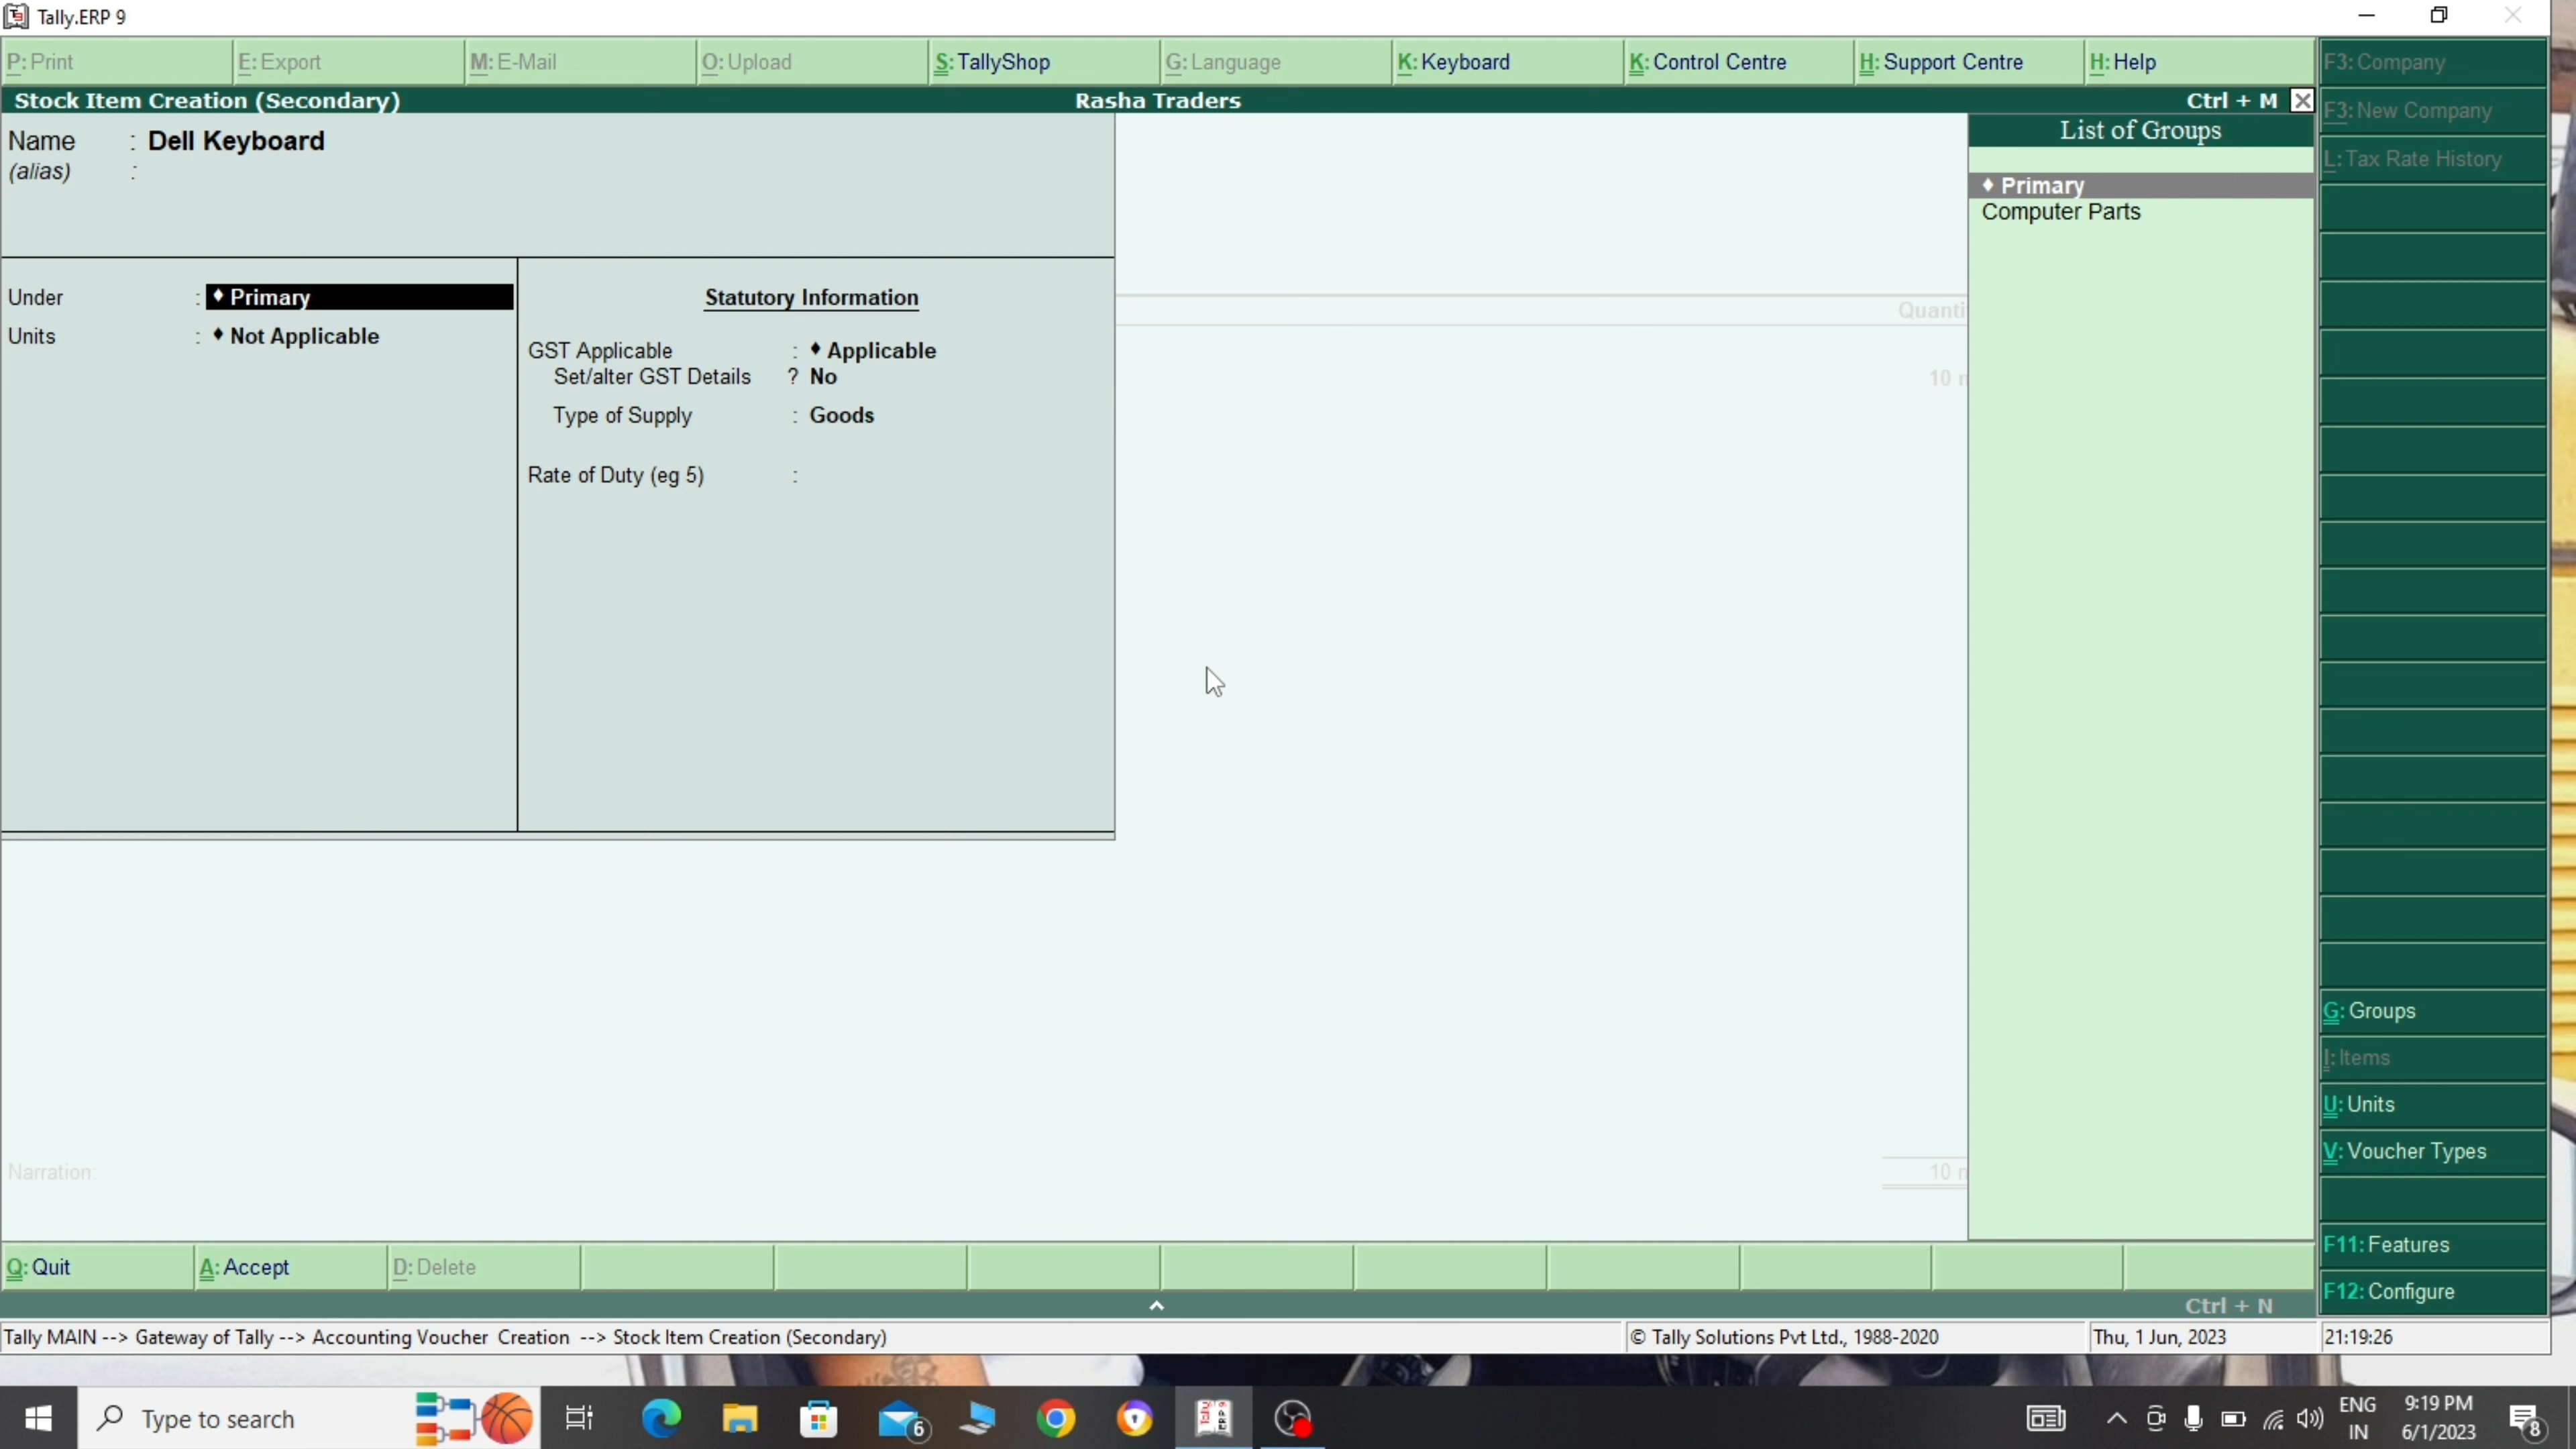 Tally.ERP 9
P: Print
E: Export
M: E-Mail
O: Upload
S: TallyShop
G: Language
K: Keyboard
K: Control Centre
H: Support Centre
H: Help
Stock Item Creation (Secondary)
Rasha Traders
Ctrl + M
Name : Dell Keyboard
(alias) :
Under : ♦ Primary
Units : ♦ Not Applicable
Statutory Information
GST Applicable : ♦ Applicable
Set/alter GST Details ? No
Type of Supply : Goods
Rate of Duty (eg 5) :
Quanti
10 n
Narration:
10 n
List of Groups
♦ Primary
Computer Parts
F3: Company
F3: New Company
L: Tax Rate History
G: Groups
I: Items
U: Units
V: Voucher Types
F11: Features
F12: Configure
Q: Quit
A: Accept
D: Delete
Ctrl + N
Tally MAIN --> Gateway of Tally --> Accounting Voucher Creation --> Stock Item Creation (Secondary)
© Tally Solutions Pvt Ltd., 1988-2020
Thu, 1 Jun, 2023
21:19:26
Type to search
6
Tally
ERP 9
ENG
IN
9:19 PM
6/1/2023
8